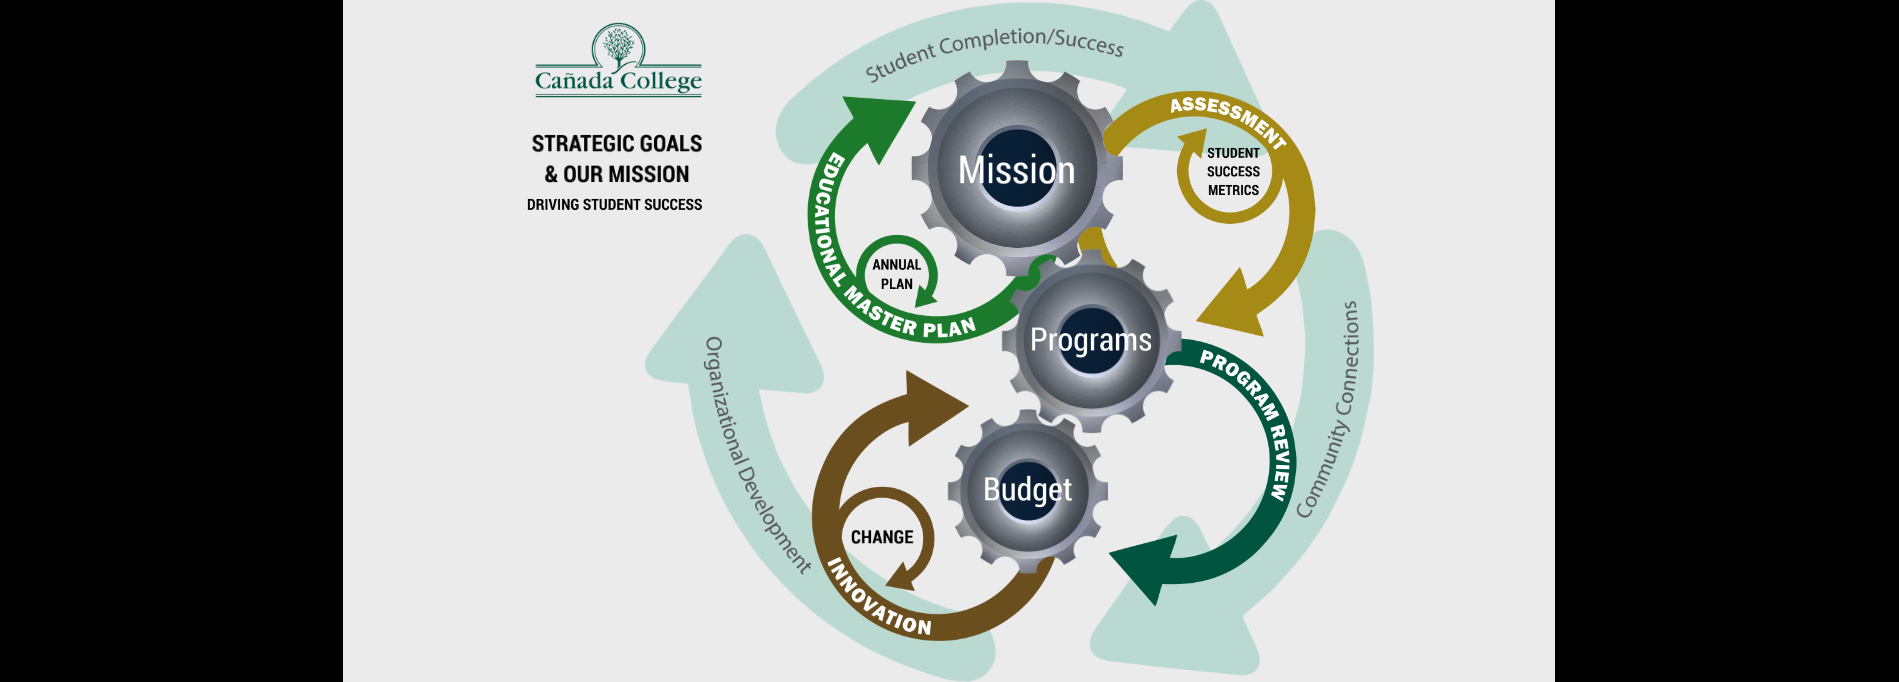 Cañada College
STRATEGIC GOALS
& OUR MISSION
DRIVING STUDENT SUCCESS
Student Completion/Success
Mission
ASSESSMENT
STUDENT
SUCCESS
METRICS
EDUCATIONAL MASTER PLAN
ANNUAL
PLAN
Programs
PROGRAM REVIEW
Community Connections
Organizational Development
Budget
CHANGE
INNOVATION